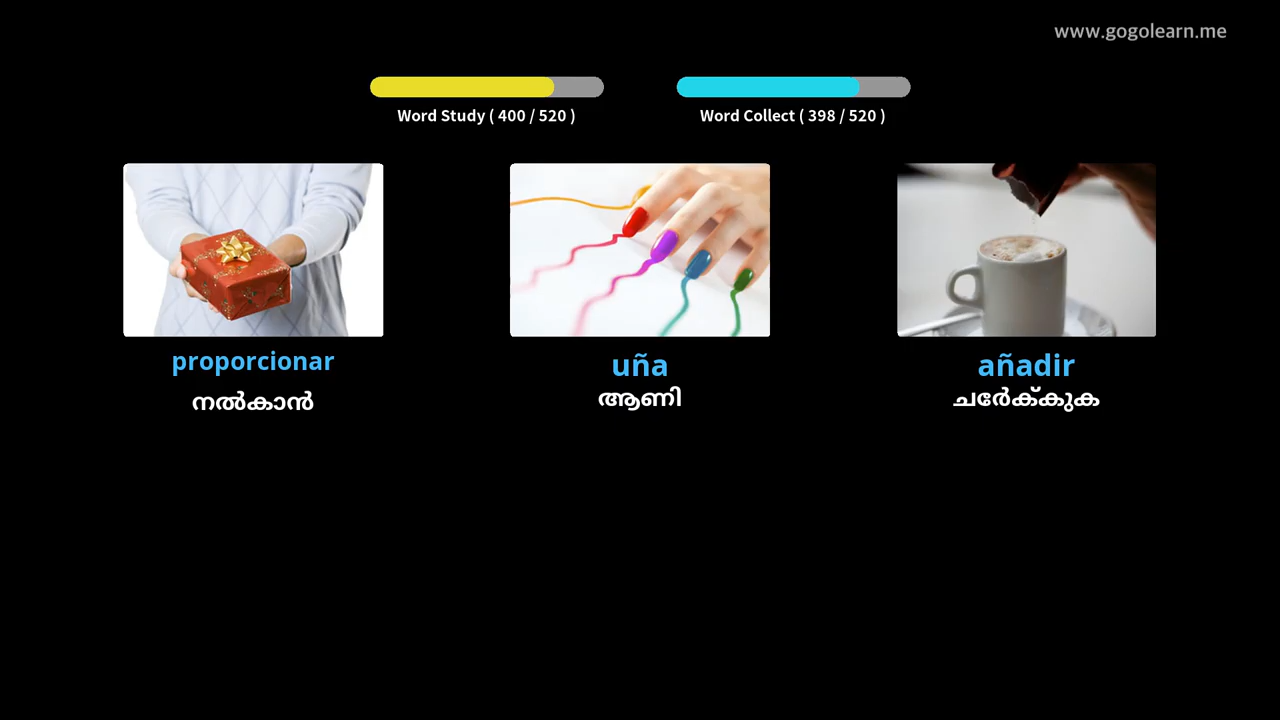 www.gogolearn.me
Word Study ( 400 / 520 )
Word Collect ( 398 / 520 )
proporcionar
നൽകാൻ
uña
ആണി
añadir
ചേർക്കുക